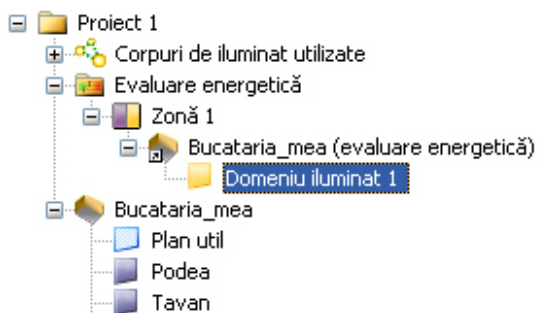 Proiect 1
Corpuri de iluminat utilizate
Evaluare energetică
Zonă 1
Bucataria_mea (evaluare energetică)
Domeniu iluminat 1
Bucataria_mea
Plan util
Podea
Tavan